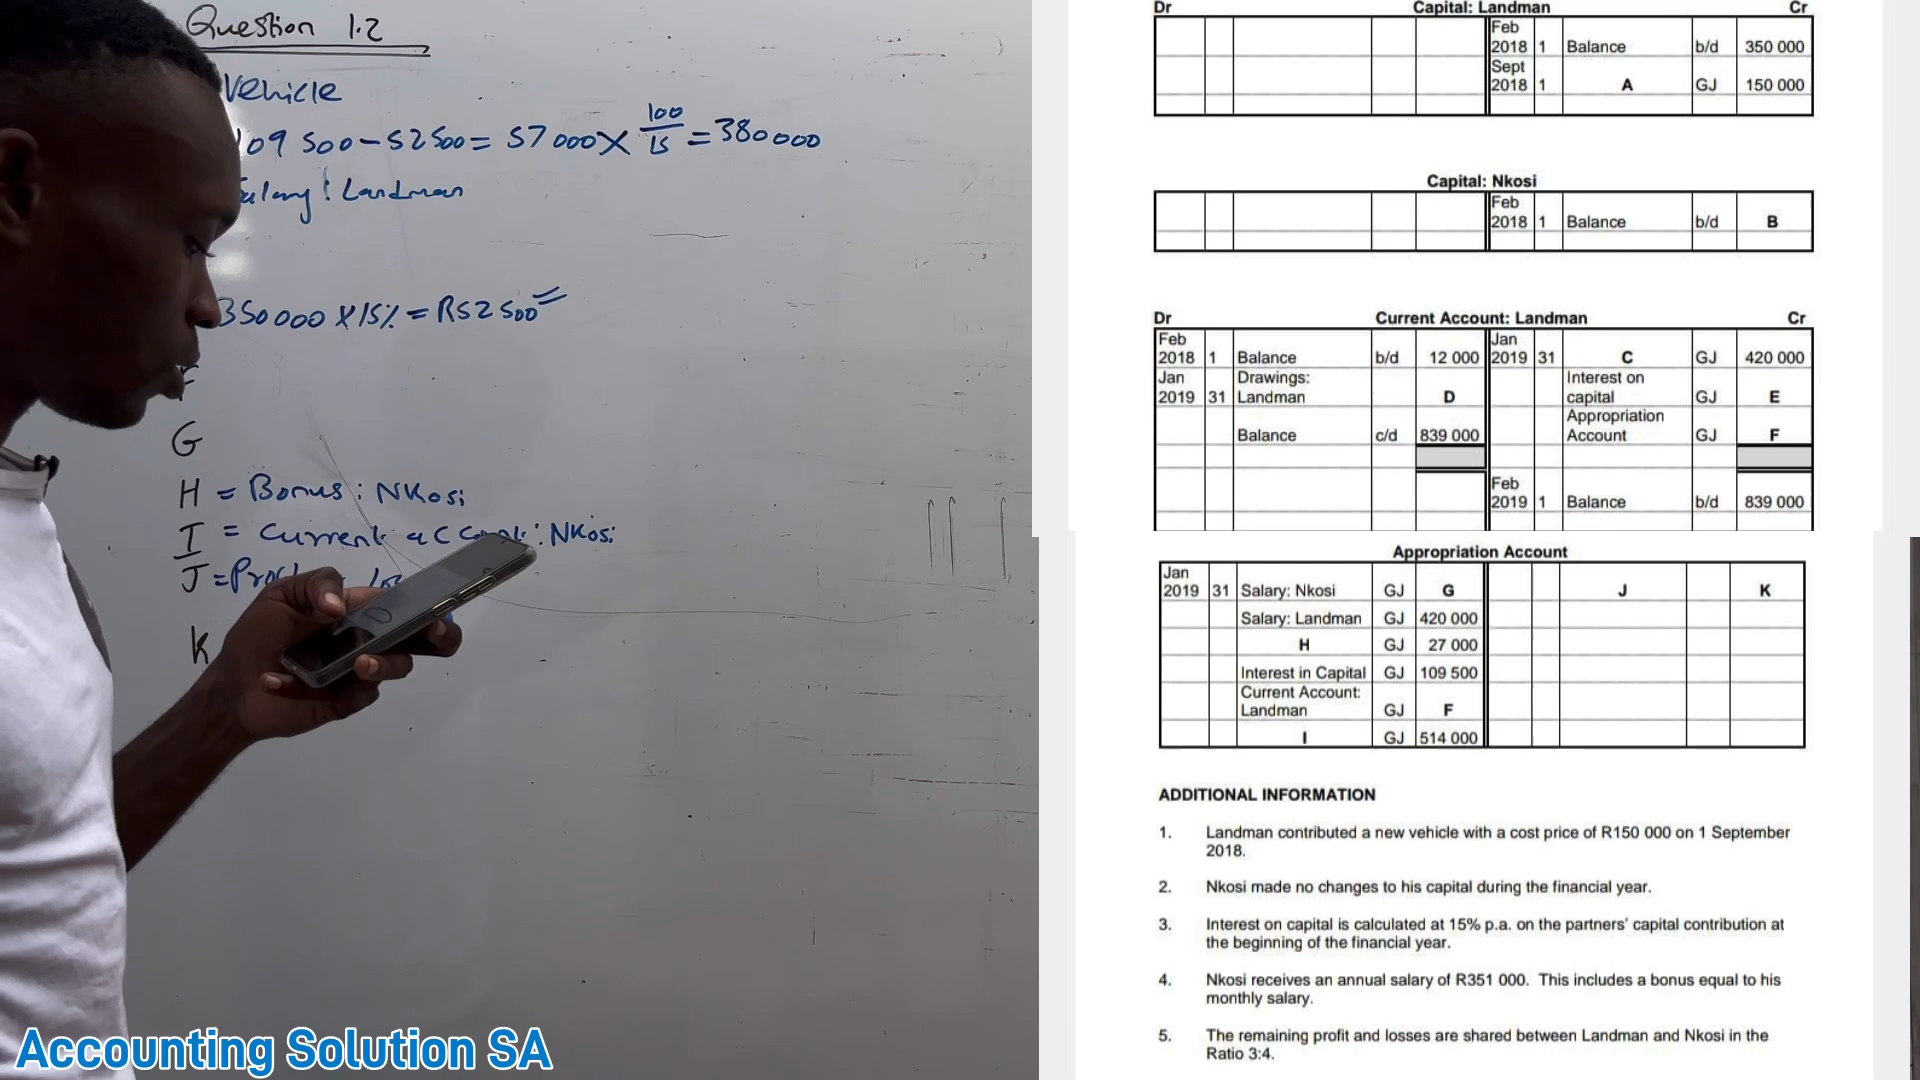 Question 1.2
Vehicle
109 500 - 52 500 = 57 000 X 100/15 = 380 000
Salary : Landman
350 000 X 15% = R52 500
F
G
H = Bonus : NKosi
I = Current : NKosi
J =
K
Accounting Solution SA
Dr Capital: Landman Cr
Feb
2018 1 Balance b/d 350 000
Sept
2018 1 A GJ 150 000
Capital: Nkosi
Feb
2018 1 Balance b/d B
Dr Current Account: Landman Cr
Feb Jan
2018 1 Balance b/d 12 000 2019 31 C GJ 420 000
Jan Drawings: Interest on
2019 31 Landman D capital GJ E
Appropriation
Balance c/d 839 000 Account GJ F
Feb
2019 1 Balance b/d 839 000
Appropriation Account
Jan
2019 31 Salary: Nkosi GJ G J K
Salary: Landman GJ 420 000
H GJ 27 000
Interest in Capital GJ 109 500
Current Account:
Landman GJ F
I GJ 514 000
ADDITIONAL INFORMATION
1. Landman contributed a new vehicle with a cost price of R150 000 on 1 September
2018.
2. Nkosi made no changes to his capital during the financial year.
3. Interest on capital is calculated at 15% p.a. on the partners' capital contribution at
the beginning of the financial year.
4. Nkosi receives an annual salary of R351 000. This includes a bonus equal to his
monthly salary.
5. The remaining profit and losses are shared between Landman and Nkosi in the
Ratio 3:4.